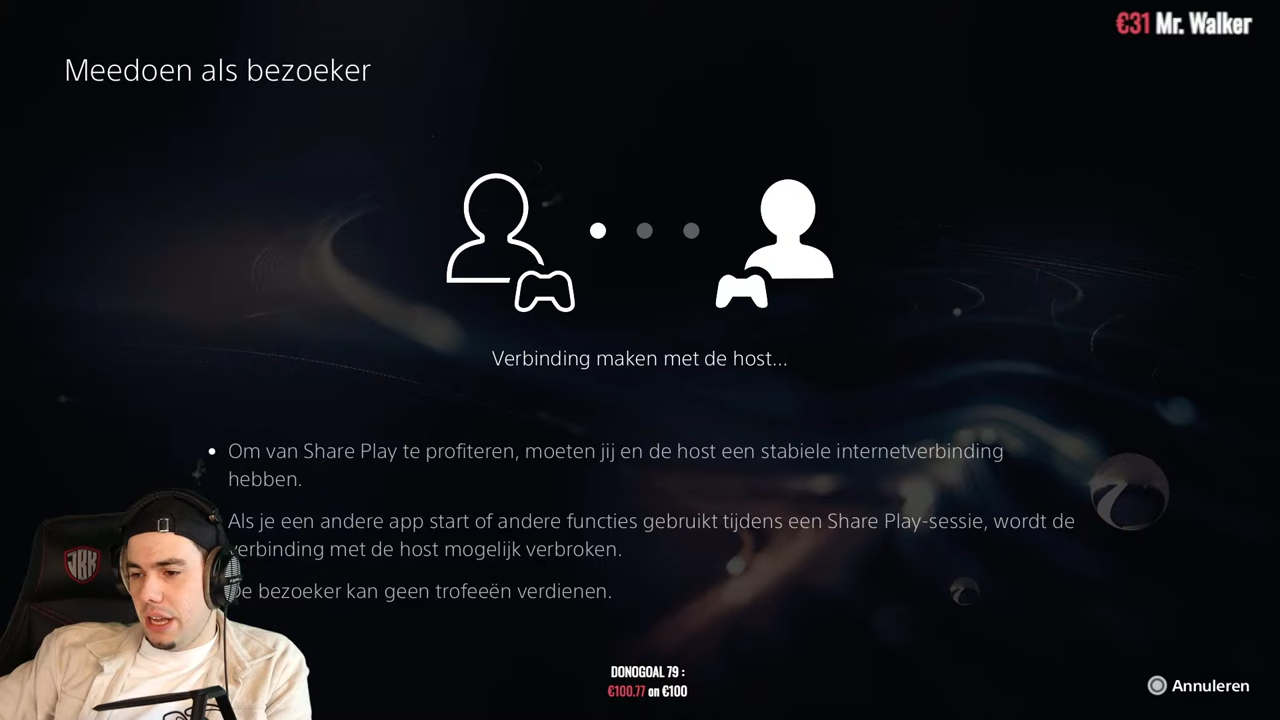 €31 Mr. Walker
Meedoen als bezoeker
Verbinding maken met de host...
• Om van Share Play te profiteren, moeten jij en de host een stabiele internetverbinding
hebben.
Als je een andere app start of andere functies gebruikt tijdens een Share Play-sessie, wordt de
verbinding met de host mogelijk verbroken.
De bezoeker kan geen trofeeën verdienen.
JRK
DONOGOAL 79 :
€100.77 on €100
Annuleren